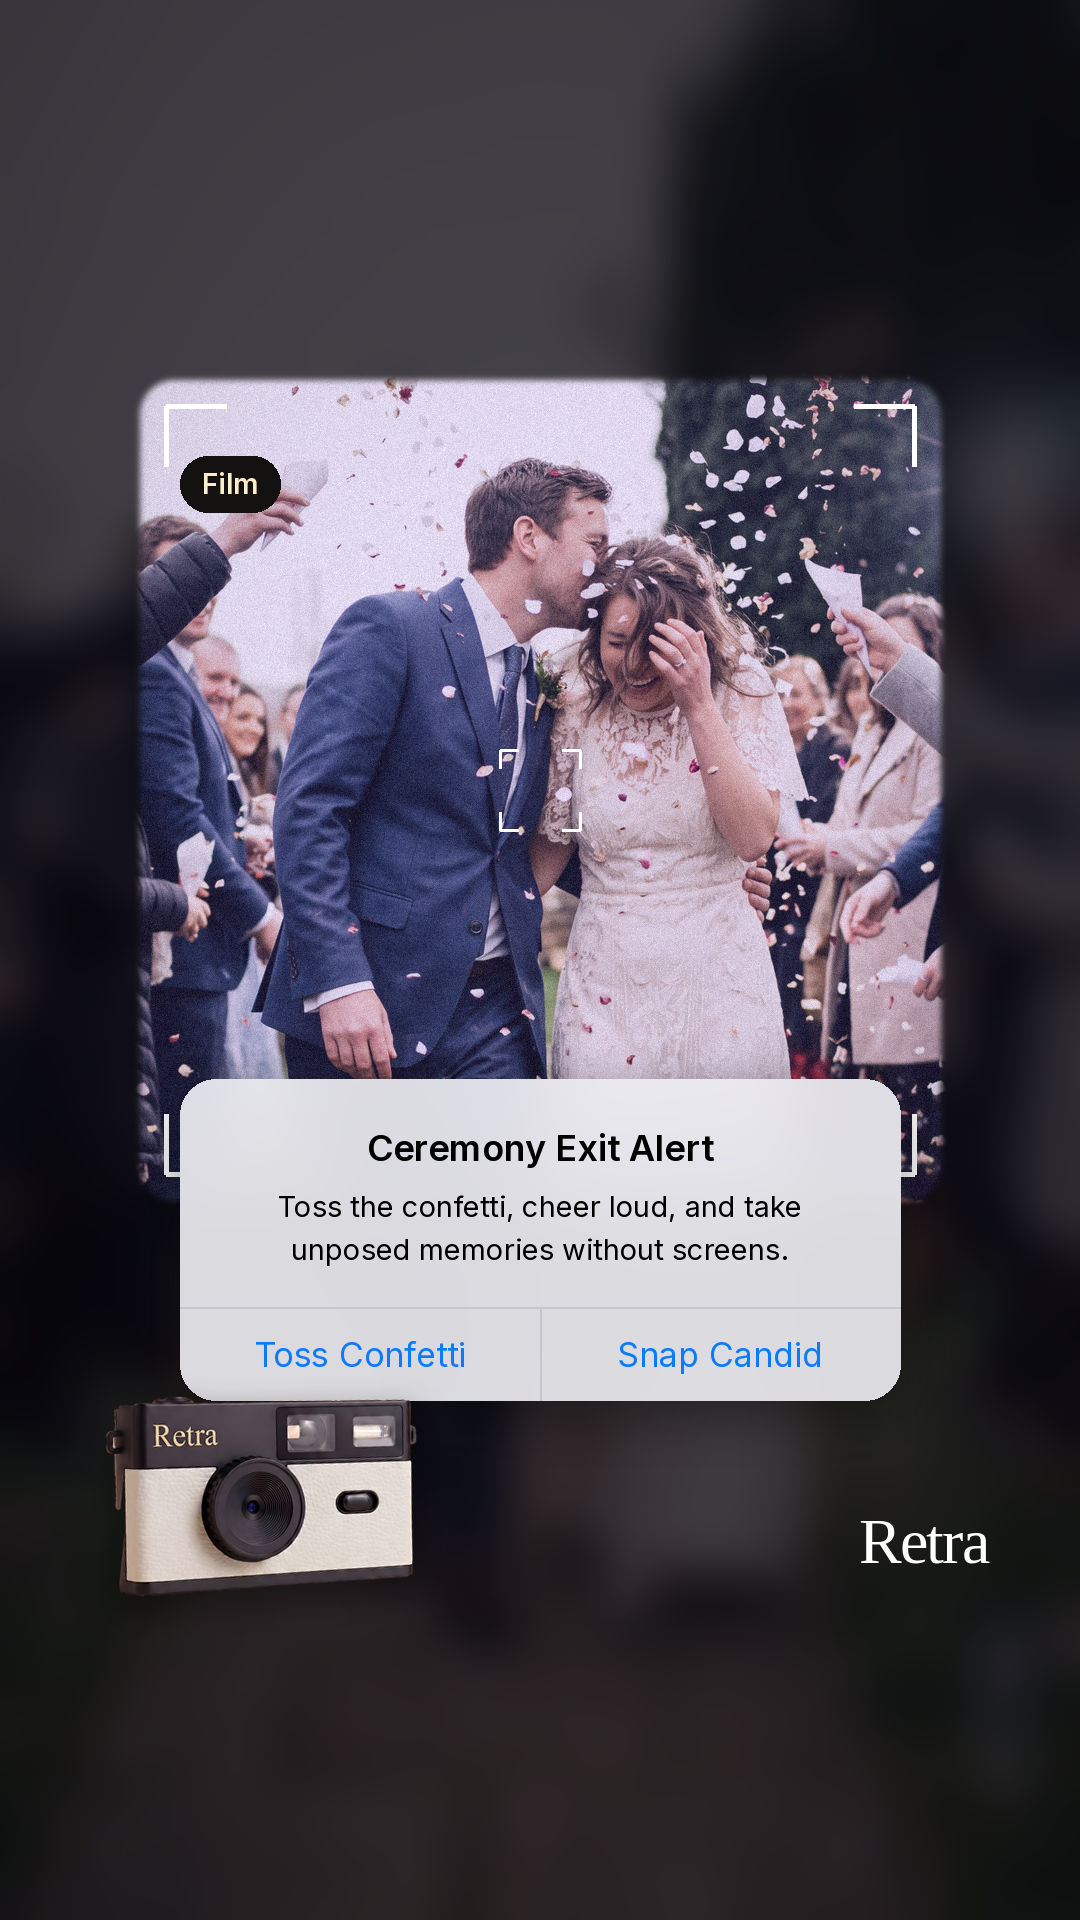 Film
Ceremony Exit Alert
Toss the confetti, cheer loud, and take
unposed memories without screens.
Toss Confetti
Snap Candid
Retra
Retra